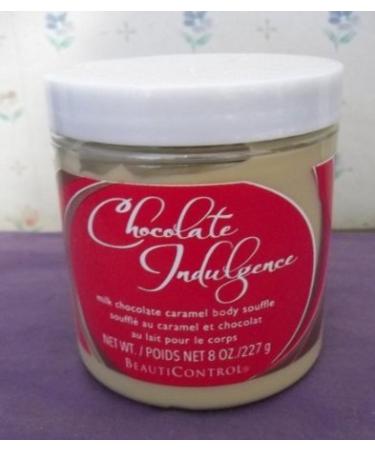 Chocolate
Indulgence
milk chocolate caramel body souffle
soufflé au caramel et chocolat
au lait pour le corps
NET WT. / POIDS NET 8 OZ./227 g
BEAUTICONTROL®